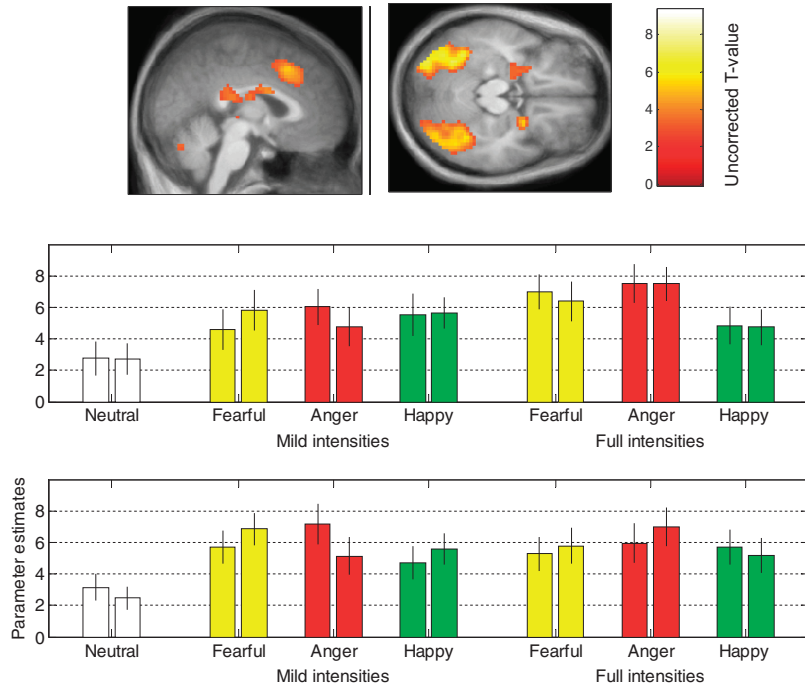 8
6
4
2
0
Uncorrected T-value
8
6
4
2
0
Neutral Fearful Anger Happy Fearful Anger Happy
Mild intensities Full intensities
Parameter estimates
8
6
4
2
0
Neutral Fearful Anger Happy Fearful Anger Happy
Mild intensities Full intensities